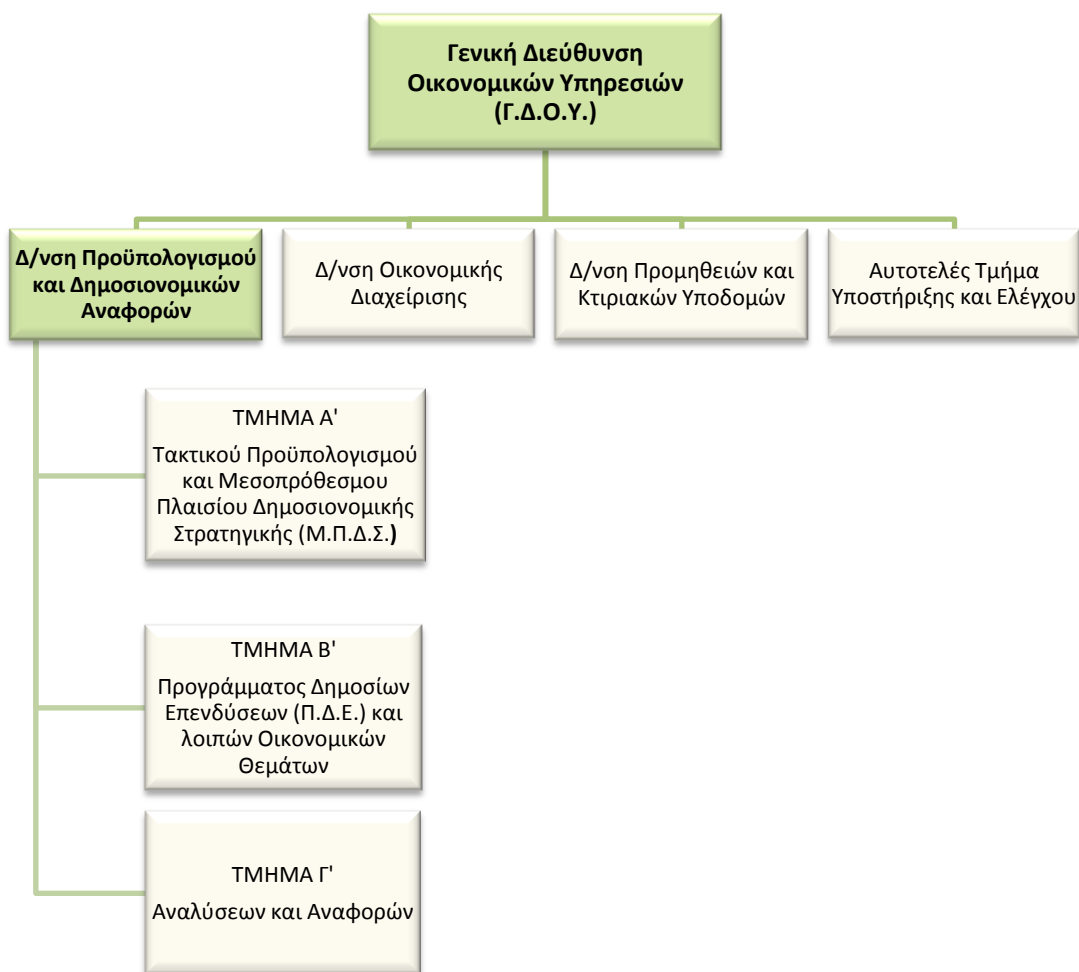 Γενική Διεύθυνση
Οικονομικών Υπηρεσιών
(Γ.Δ.Ο.Υ.)
Δ/νση Προϋπολογισμού
και Δημοσιονομικών
Αναφορών
Δ/νση Οικονομικής
Διαχείρισης
Δ/νση Προμηθειών και
Κτιριακών Υποδομών
Αυτοτελές Τμήμα
Υποστήριξης και Ελέγχου
ΤΜΗΜΑ Α'
Τακτικού Προϋπολογισμού
και Μεσοπρόθεσμου
Πλαισίου Δημοσιονομικής
Στρατηγικής (Μ.Π.Δ.Σ.)
ΤΜΗΜΑ Β'
Προγράμματος Δημοσίων
Επενδύσεων (Π.Δ.Ε.) και
λοιπών Οικονομικών
Θεμάτων
ΤΜΗΜΑ Γ'
Αναλύσεων και Αναφορών